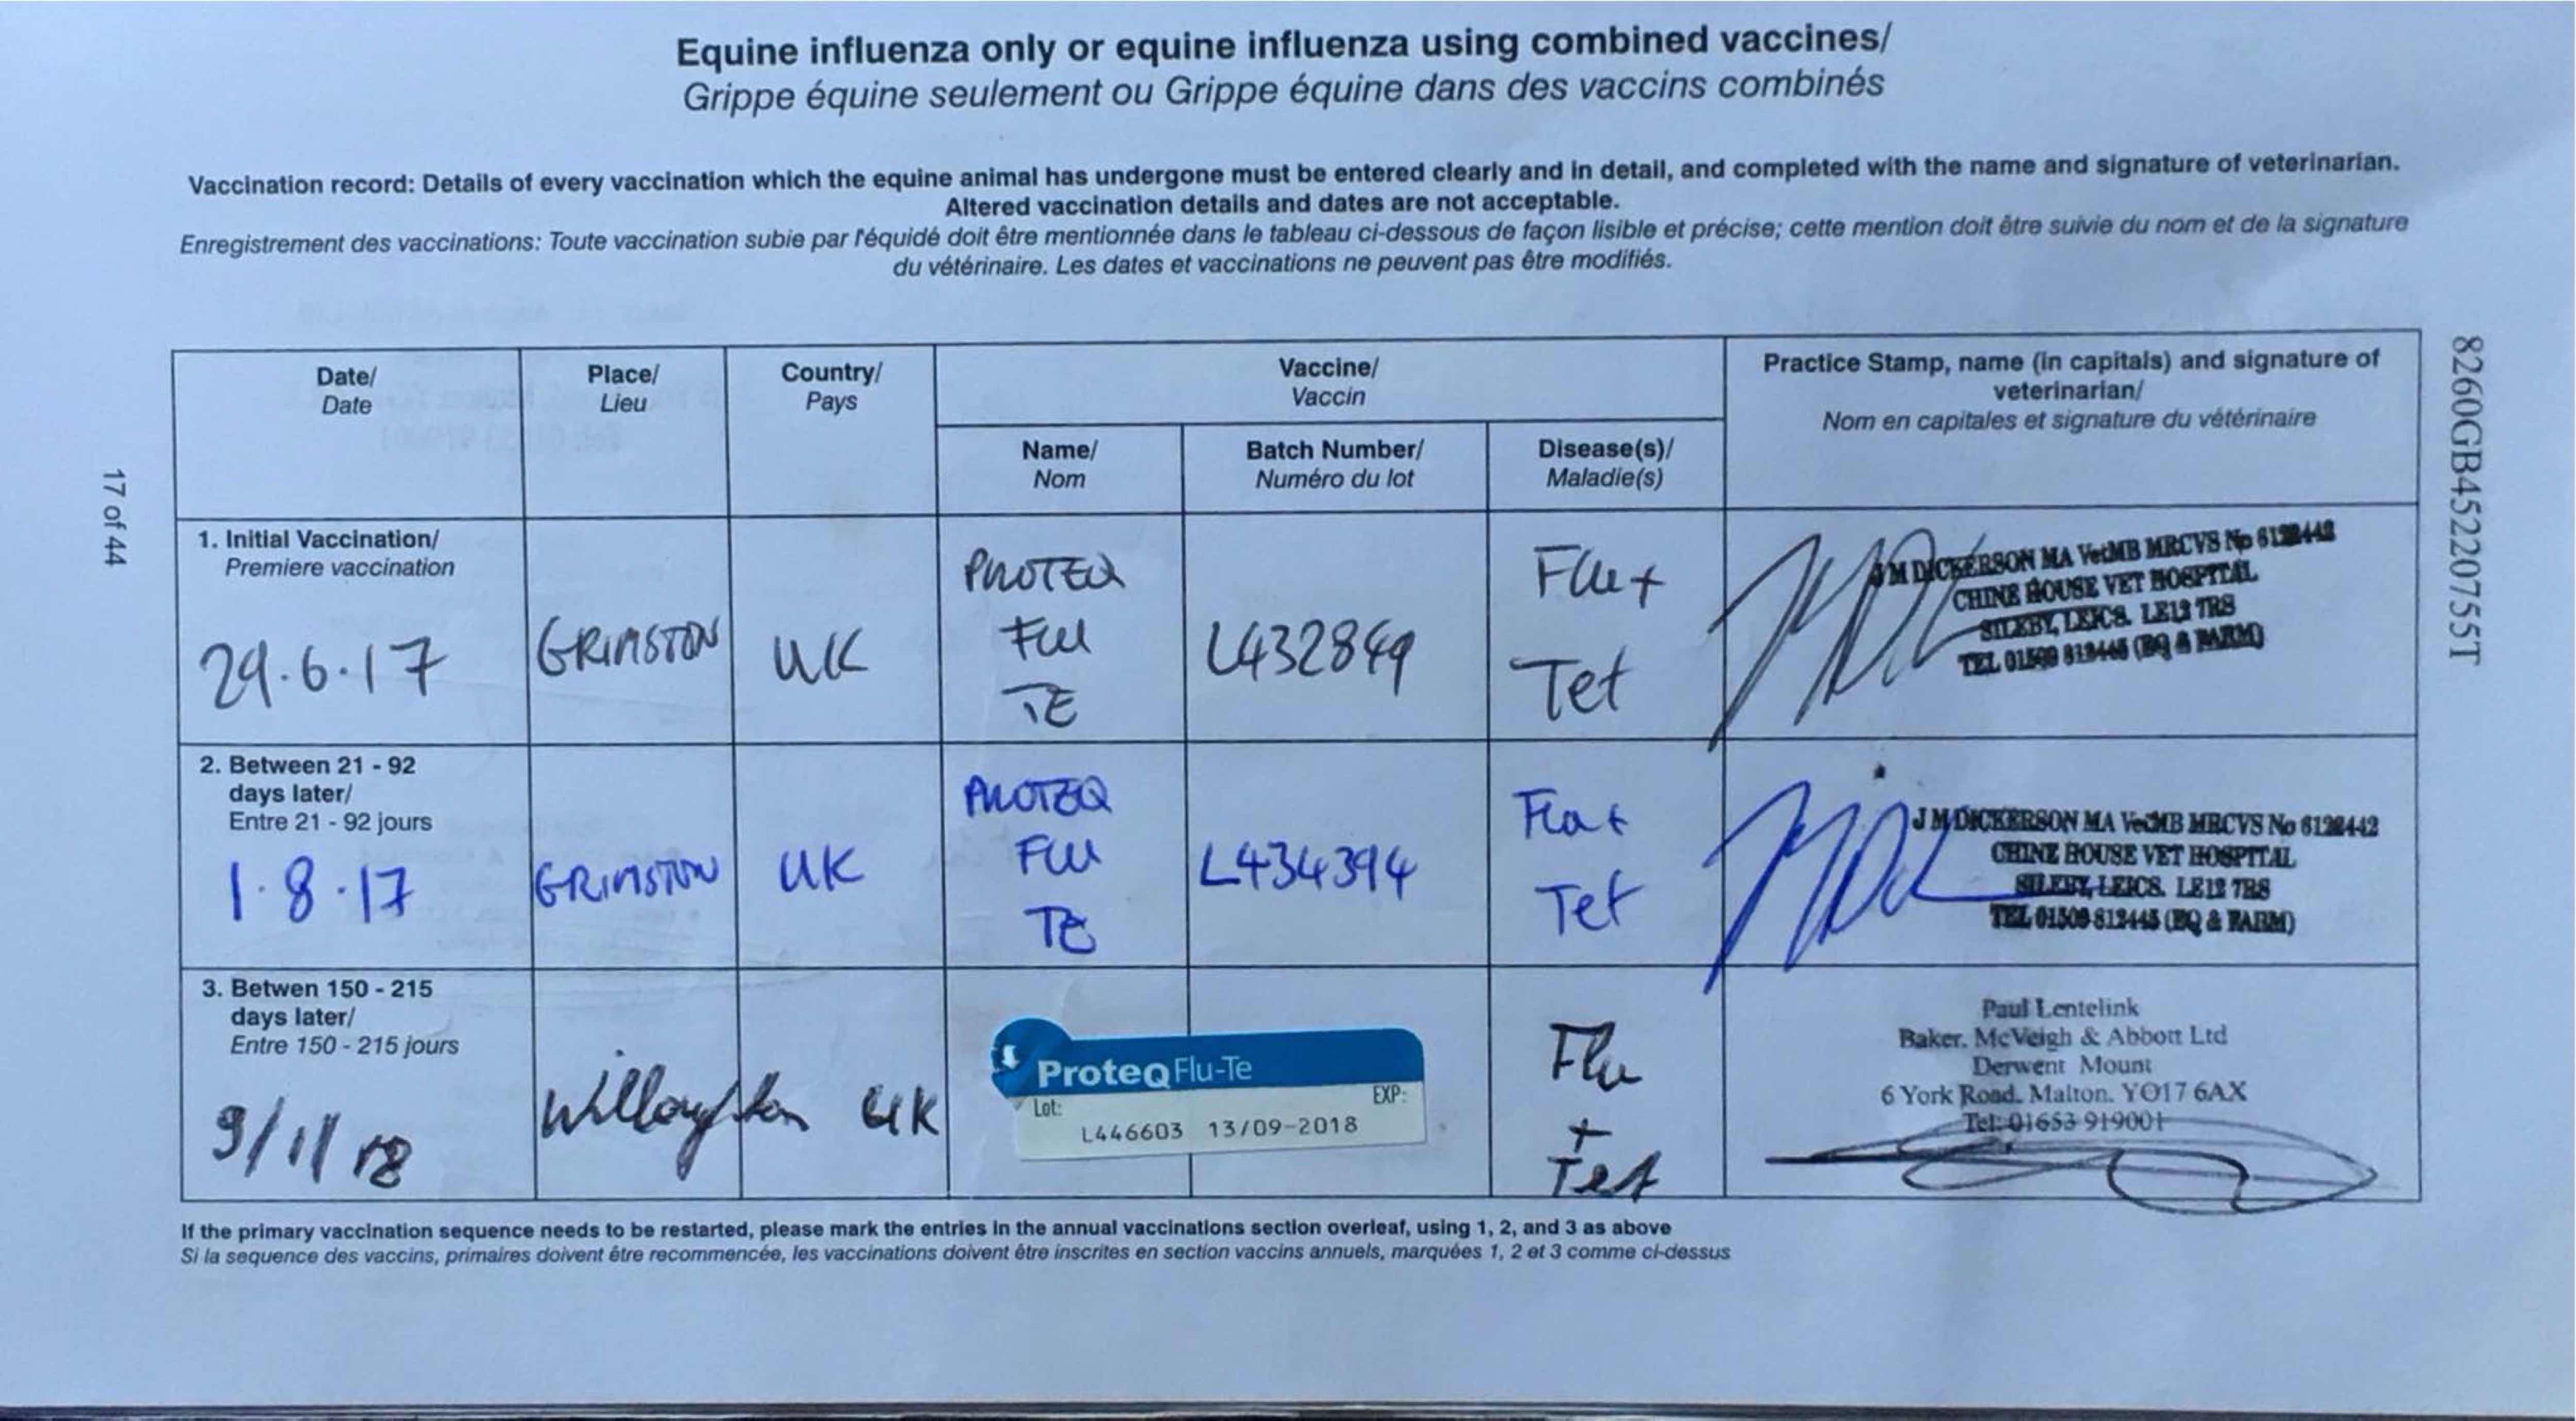 Equine influenza only or equine influenza using combined vaccines/
Grippe équine seulement ou Grippe équine dans des vaccins combinés
Vaccination record: Details of every vaccination which the equine animal has undergone must be entered clearly and in detail, and completed with the name and signature of veterinarian.
Altered vaccination details and dates are not acceptable.
Enregistrement des vaccinations: Toute vaccination subie par l'équidé doit être mentionnée dans le tableau ci-dessous de façon lisible et précise; cette mention doit être suivie du nom et de la signature
du vétérinaire. Les dates et vaccinations ne peuvent pas être modifiés.
17 of 44
8260GB45220755T
Date/
Date
Place/
Lieu
Country/
Pays
Vaccine/
Vaccin
Name/
Nom
Batch Number/
Numéro du lot
Disease(s)/
Maladie(s)
Practice Stamp, name (in capitals) and signature of
veterinarian/
Nom en capitales et signature du vétérinaire
1. Initial Vaccination/
Premiere vaccination
29.6.17
GRIMSTON
UK
PROTEQ
FLU
TE
L432849
Flu +
Tet
J M DICKERSON MA VetMB MRCVS No 6122442
CHINE HOUSE VET HOSPITAL
SILEBY, LEICS. LE12 7RS
TEL 01509 812445 (EQ & FARM)
2. Between 21 - 92
days later/
Entre 21 - 92 jours
1.8.17
GRIMSTON
UK
PROTEQ
FLU
TE
L434394
Flu +
Tet
J M DICKERSON MA VetMB MRCVS No 6122442
CHINE HOUSE VET HOSPITAL
SILEBY, LEICS. LE12 7RS
TEL 01509 812445 (EQ & FARM)
3. Betwen 150 - 215
days later/
Entre 150 - 215 jours
9/1/18
UK
ProteqFlu-Te
Lot:
EXP:
L446603 13/09-2018
Flu
+
Tet
Paul Lentelink
Baker, McVeigh & Abbott Ltd
Derwent Mount
6 York Road, Malton. YO17 6AX
Tel: 01653 919001
If the primary vaccination sequence needs to be restarted, please mark the entries in the annual vaccinations section overleaf, using 1, 2, and 3 as above
Si la sequence des vaccins, primaires doivent être recommencée, les vaccinations doivent être inscrites en section vaccins annuels, marquées 1, 2 et 3 comme ci-dessus